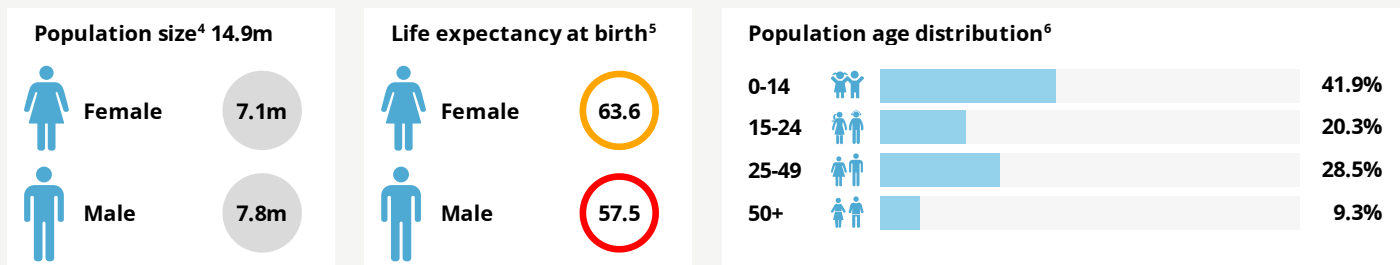 Population size⁴ 14.9m
Female 7.1m
Male 7.8m
Life expectancy at birth⁵
Female 63.6
Male 57.5
Population age distribution⁶
0-14 41.9%
15-24 20.3%
25-49 28.5%
50+ 9.3%